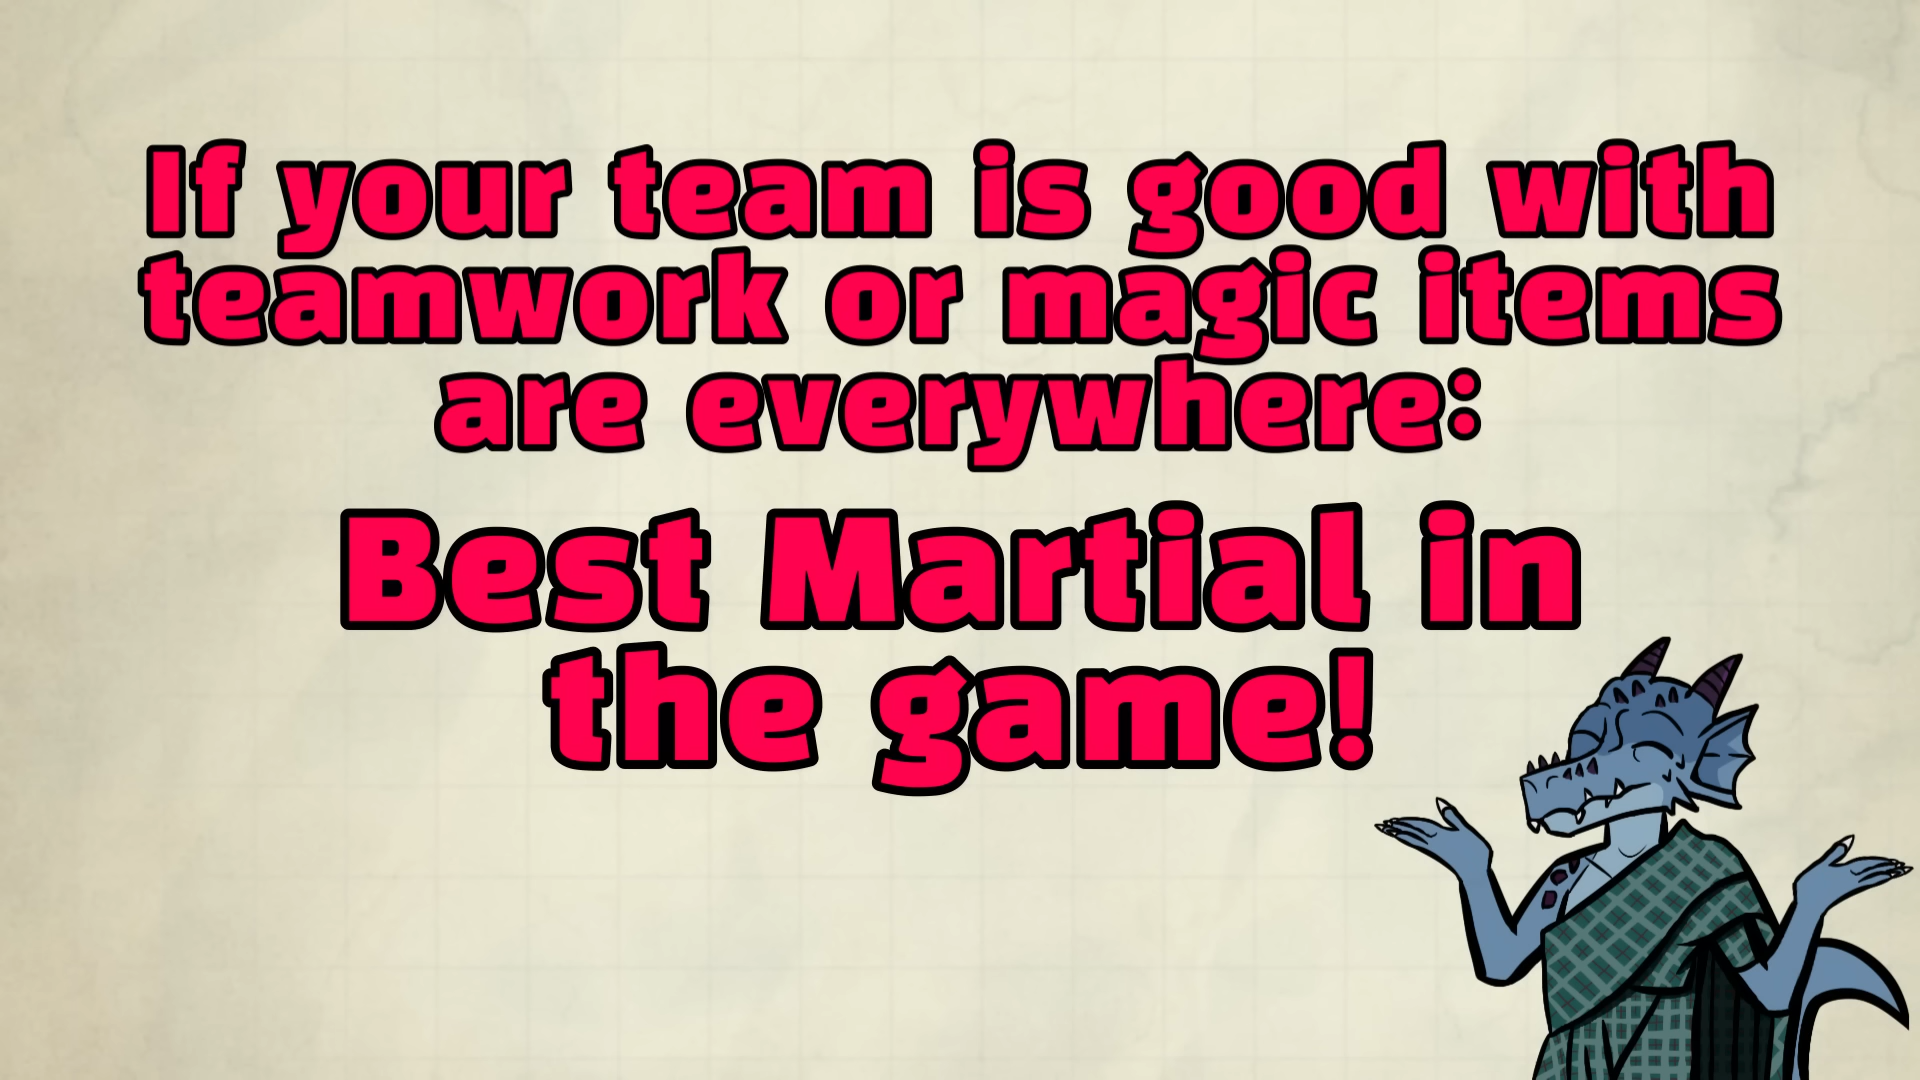 If your team is good with
teamwork or magic items
are everywhere:
Best Martial in
the game!